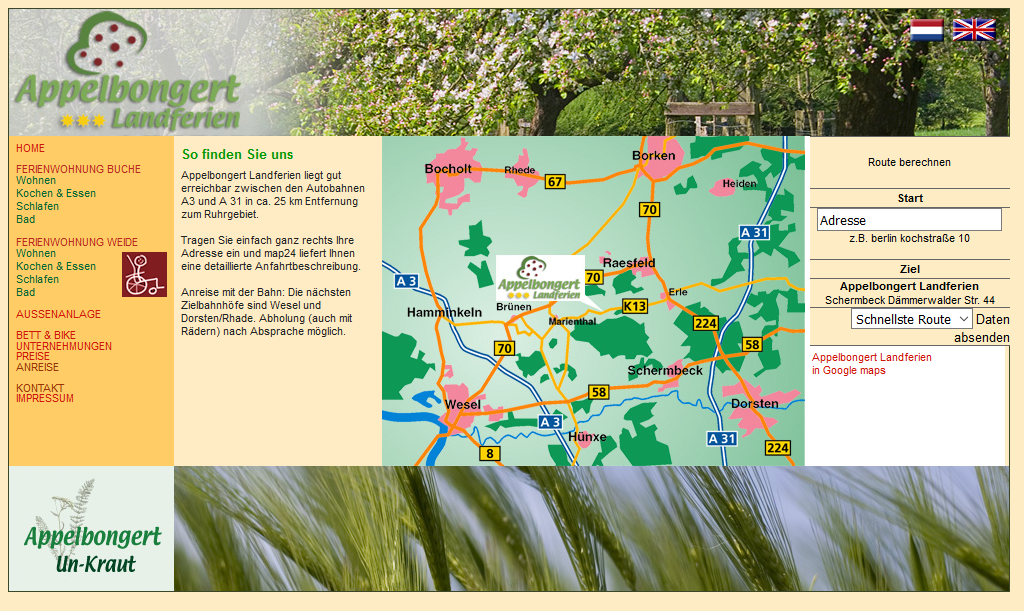 Appelbongert
Landferien
HOME
FERIENWOHNUNG BUCHE
Wohnen
Kochen & Essen
Schlafen
Bad
FERIENWOHNUNG WEIDE
Wohnen
Kochen & Essen
Schlafen
Bad
AUSSENANLAGE
BETT & BIKE
UNTERNEHMUNGEN
PREISE
ANREISE
KONTAKT
IMPRESSUM
So finden Sie uns
Appelbongert Landferien liegt gut
erreichbar zwischen den Autobahnen
A3 und A 31 in ca. 25 km Entfernung
zum Ruhrgebiet.
Tragen Sie einfach ganz rechts Ihre
Adresse ein und map24 liefert Ihnen
eine detaillierte Anfahrtbeschreibung.
Anreise mit der Bahn: Die nächsten
Zielbahnhöfe sind Wesel und
Dorsten/Rhade. Abholung (auch mit
Rädern) nach Absprache möglich.
Bocholt
Rhede
67
Borken
Heiden
70
A 31
A 3
Appelbongert
Landferien
70
Raesfeld
Erle
Hamminkeln
Brünen
K13
Marienthal
224
70
58
Schermbeck
58
Wesel
Dorsten
A 3
Hünxe
A 31
8
224
Route berechnen
Start
Adresse
z.B. berlin kochstraße 10
Ziel
Appelbongert Landferien
Schermbeck Dämmerwalder Str. 44
Schnellste Route Daten
absenden
Appelbongert Landferien
in Google maps
Appelbongert
Un-Kraut